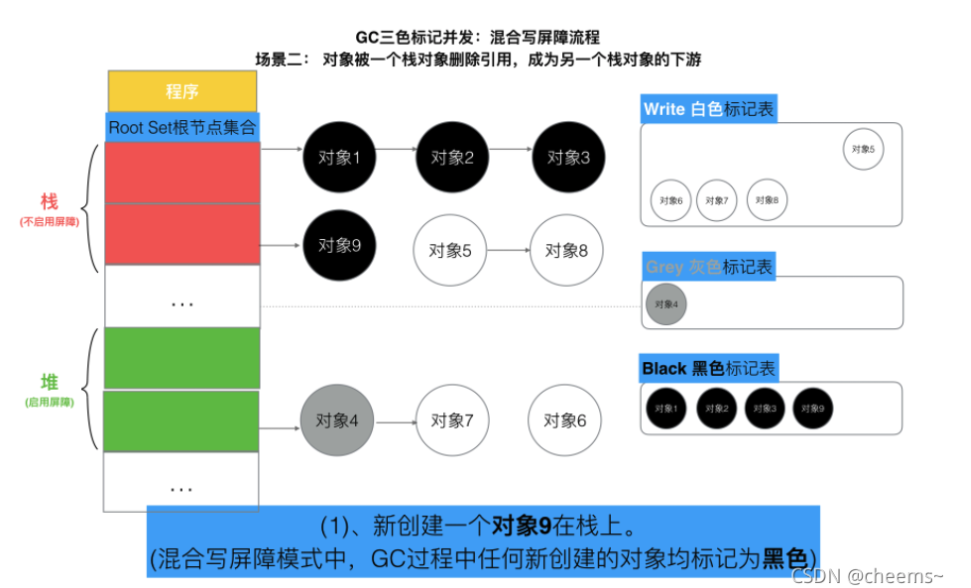 GC三色标记并发：混合写屏障流程
场景二： 对象被一个栈对象删除引用，成为另一个栈对象的下游
程序
Root Set根节点集合
栈
(不启用屏障)
...
堆
(启用屏障)
...
对象1
对象2
对象3
对象9
对象5
对象8
对象4
对象7
对象6
Write 白色标记表
对象5
对象6
对象7
对象8
Grey 灰色标记表
对象4
Black 黑色标记表
对象1
对象2
对象3
对象9
(1)、新创建一个对象9在栈上。
(混合写屏障模式中，GC过程中任何新创建的对象均标记为黑色)
CSDN @cheems~